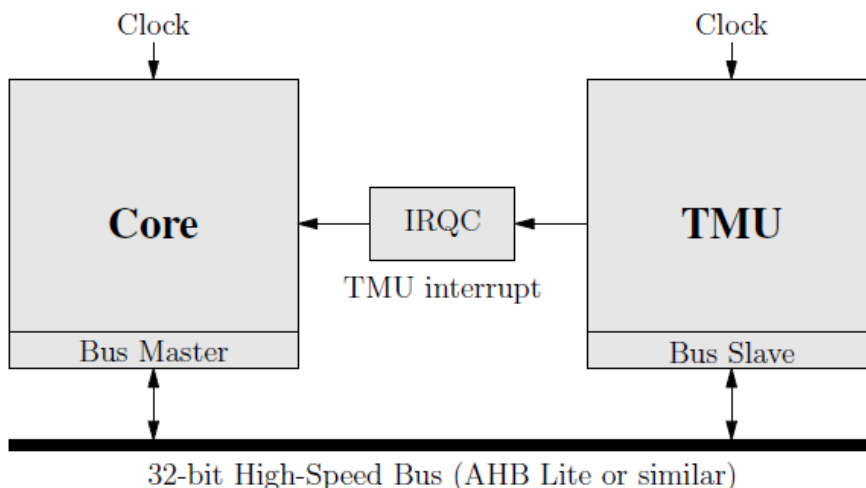 Clock
Clock
Core
IRQC
TMU
TMU interrupt
Bus Master
Bus Slave
32-bit High-Speed Bus (AHB Lite or similar)